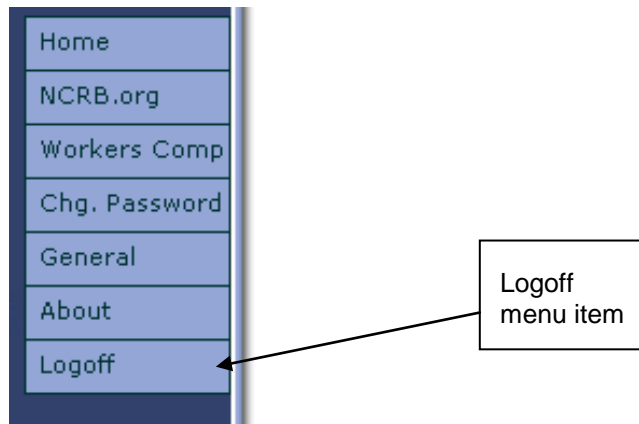 Home
NCRB.org
Workers Comp
Chg. Password
General
About
Logoff
Logoff
menu item